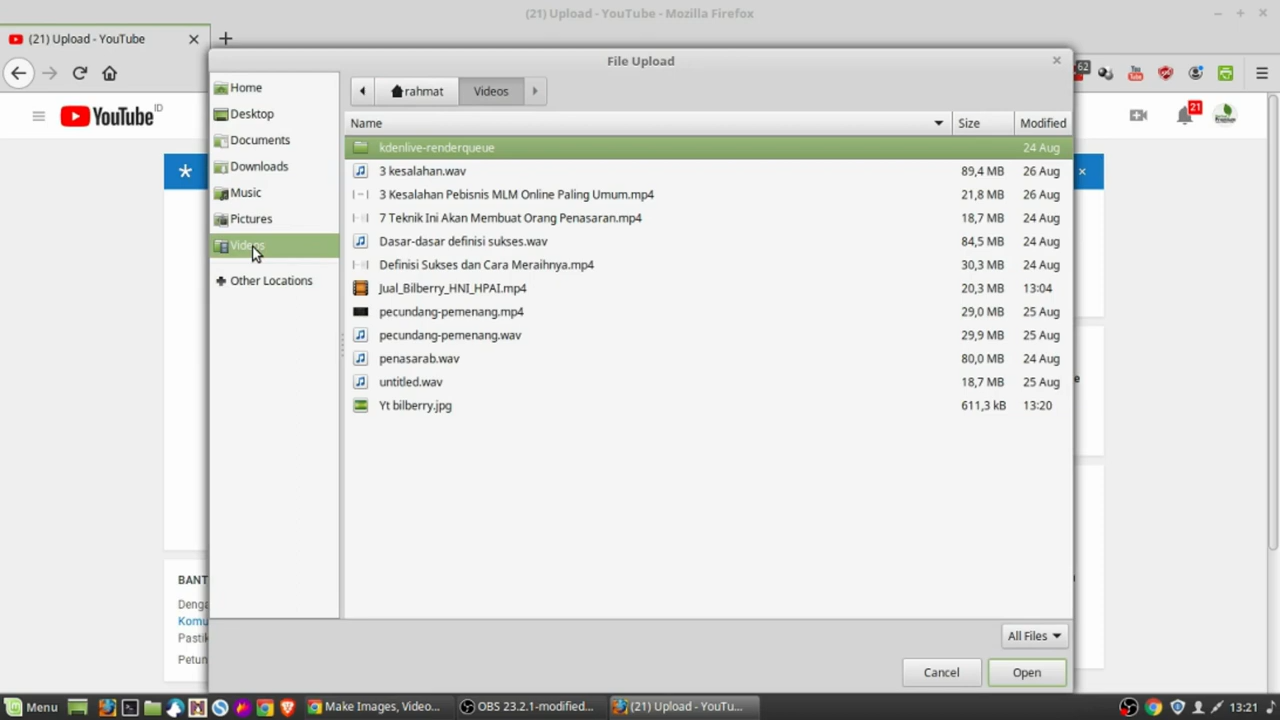 (21) Upload - YouTube - Mozilla Firefox
(21) Upload - YouTube
File Upload
62
YouTube ID
21
Home
Desktop
Documents
Downloads
Music
Pictures
Videos
Other Locations
rahmat Videos
Name Size Modified
kdenlive-renderqueue 24 Aug
3 kesalahan.wav 89,4 MB 26 Aug
3 Kesalahan Pebisnis MLM Online Paling Umum.mp4 21,8 MB 26 Aug
7 Teknik Ini Akan Membuat Orang Penasaran.mp4 18,7 MB 24 Aug
Dasar-dasar definisi sukses.wav 84,5 MB 24 Aug
Definisi Sukses dan Cara Meraihnya.mp4 30,3 MB 24 Aug
Jual_Bilberry_HNI_HPAI.mp4 20,3 MB 13:04
pecundang-pemenang.mp4 29,0 MB 25 Aug
pecundang-pemenang.wav 29,9 MB 25 Aug
penasarab.wav 80,0 MB 24 Aug
untitled.wav 18,7 MB 25 Aug
Yt bilberry.jpg 611,3 kB 13:20
BANT
Denga
Komu
Pastik
Petun
All Files
Cancel Open
Menu Make Images, Video... OBS 23.2.1-modified... (21) Upload - YouTu... 13:21